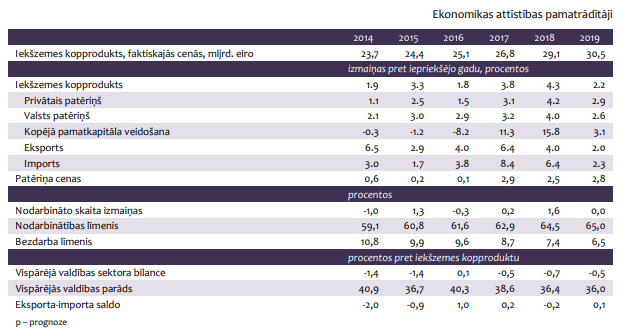 Ekonomikas attīstības pamatrādītāji
2014 2015 2016 2017 2018 2019
Iekšzemes kopprodukts, faktiskajās cenās, mljrd. eiro 23,7 24,4 25,1 26,8 29,1 30,5
izmaiņas pret iepriekšējo gadu, procentos
Iekšzemes kopprodukts 1.9 3.3 1.8 3.8 4.3 2.2
Privātais patēriņš 1.1 2.5 1.5 3.1 4.2 2.9
Valsts patēriņš 2.1 3.0 2.9 3.2 4.0 2.6
Kopējā pamatkapitāla veidošana -0.3 -1.2 -8.2 11.3 15.8 3.1
Eksports 6.5 2.9 4.0 6.4 4.0 2.0
Imports 3.0 1.7 3.8 8.4 6.4 2.3
Patēriņa cenas 0,6 0,2 0,1 2,9 2,5 2,8
procentos
Nodarbināto skaita izmaiņas -1,0 1,3 -0,3 0,2 1,6 0,0
Nodarbinātības līmenis 59,1 60,8 61,6 62,9 64,5 65,0
Bezdarba līmenis 10,8 9,9 9,6 8,7 7,4 6,5
procentos pret iekšzemes kopproduktu
Vispārējā valdības sektora bilance -1,4 -1,4 0,1 -0,5 -0,7 -0,5
Vispārējās valdības parāds 40,9 36,7 40,3 38,6 36,4 36,0
Eksporta-importa saldo -2,0 -0,9 1,0 0,2 -0,2 0,1
p – prognoze